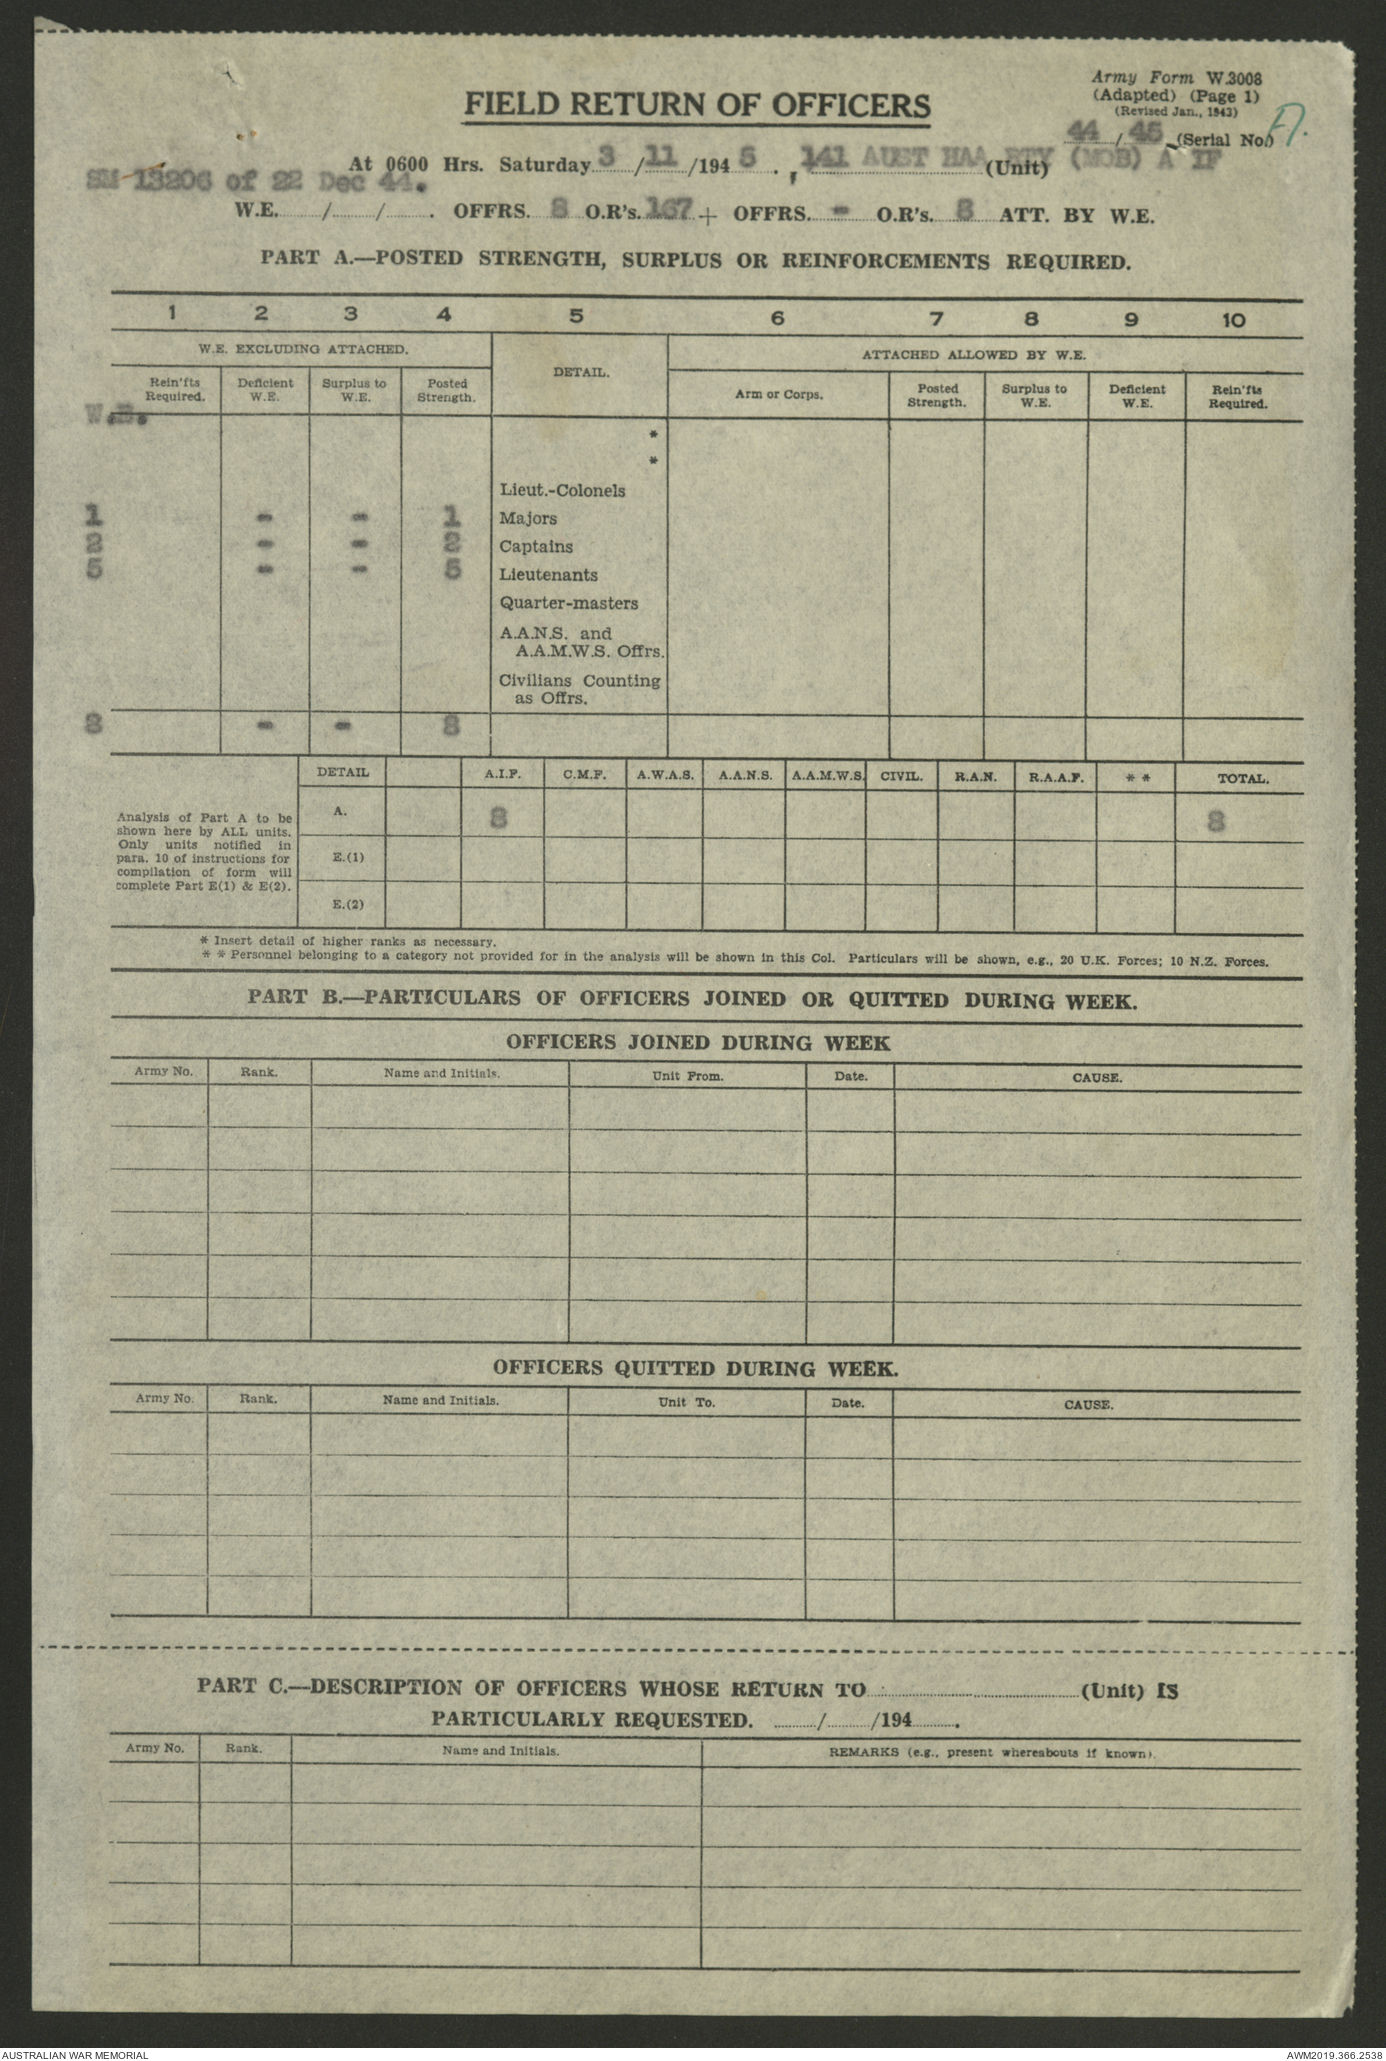 Army Form W.3008
(Adapted) (Page 1)
(Revised Jan., 1943)
FIELD RETURN OF OFFICERS
44 / 45 (Serial No.)
At 0600 Hrs. Saturday 3 / 11 / 194 5 . , 141 AUST HAA BTY (MOB) A IF (Unit)
SM 13206 of 22 Dec 44.
W.E. / / . OFFRS. 8 O.R's. 167 + OFFRS. - O.R's. 8 ATT. BY W.E.
PART A.—POSTED STRENGTH, SURPLUS OR REINFORCEMENTS REQUIRED.
1 2 3 4 5 6 7 8 9 10
W.E. EXCLUDING ATTACHED. DETAIL. ATTACHED ALLOWED BY W.E.
Rein'fts Required. Deficient W.E. Surplus to W.E. Posted Strength. Arm or Corps. Posted Strength. Surplus to W.E. Deficient W.E. Rein'fts Required.
W.E.
*
*
Lieut.-Colonels
1 - - 1 Majors
2 - - 2 Captains
5 - - 5 Lieutenants
Quarter-masters
A.A.N.S. and
A.A.M.W.S. Offrs.
Civilians Counting
as Offrs.
8 - - 8
DETAIL A.I.F. C.M.F. A.W.A.S. A.A.N.S. A.A.M.W.S. CIVIL. R.A.N. R.A.A.F. * * TOTAL.
Analysis of Part A to be
shown here by ALL units.
Only units notified in
para. 10 of instructions for
compilation of form will
complete Part E(1) & E(2).
A. 8 8
E.(1)
E.(2)
* Insert detail of higher ranks as necessary.
* * Personnel belonging to a category not provided for in the analysis will be shown in this Col. Particulars will be shown, e.g., 20 U.K. Forces; 10 N.Z. Forces.
PART B.—PARTICULARS OF OFFICERS JOINED OR QUITTED DURING WEEK.
OFFICERS JOINED DURING WEEK
Army No. Rank. Name and Initials. Unit From. Date. CAUSE.
OFFICERS QUITTED DURING WEEK.
Army No. Rank. Name and Initials. Unit To. Date. CAUSE.
PART C.—DESCRIPTION OF OFFICERS WHOSE RETURN TO (Unit) IS
PARTICULARLY REQUESTED. / /194 .
Army No. Rank. Name and Initials. REMARKS (e.g., present whereabouts if known).
AUSTRALIAN WAR MEMORIAL AWM2019.366.2538